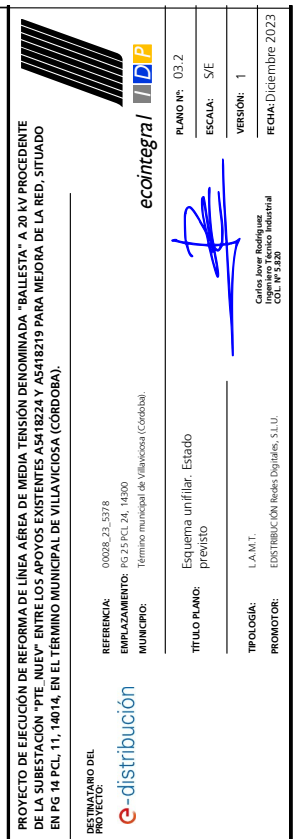 PROYECTO DE EJECUCIÓN DE REFORMA DE LÍNEA AÉREA DE MEDIA TENSIÓN DENOMINADA "BALLESTA" A 20 kV PROCEDENTE
DE LA SUBESTACIÓN "PTE_NUEV" ENTRE LOS APOYOS EXISTENTES A5418224 Y A5418219 PARA MEJORA DE LA RED, SITUADO
EN PG 14 PCL, 11, 14014, EN EL TÉRMINO MUNICIPAL DE VILLAVICIOSA (CÓRDOBA).
DESTINATARIO DEL
PROYECTO:
e-distribución
REFERENCIA: 00028_23_5378
EMPLAZAMIENTO: PG 25 PCL 24, 14300
MUNICIPIO: Término municipal de Villaviciosa (Córdoba).
TÍTULO PLANO: Esquema unifilar. Estado
previsto
TIPOLOGÍA: L.A.M.T.
PROMOTOR: EDISTRIBUCIÓN Redes Digitales, S.L.U.
ecointegral IDP
Carlos Jover Rodríguez
Ingeniero Técnico Industrial
COL. Nº 5.820
PLANO Nº: 03.2
ESCALA: S/E
VERSIÓN: 1
FECHA: Diciembre 2023